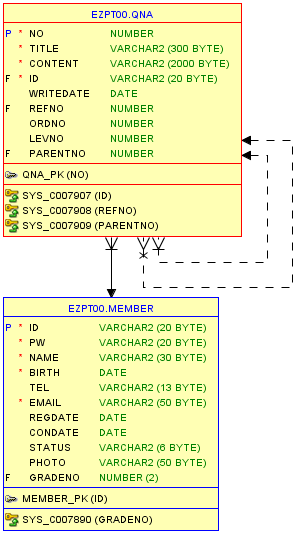 EZPT00.QNA
P * NO NUMBER
* TITLE VARCHAR2 (300 BYTE)
* CONTENT VARCHAR2 (2000 BYTE)
F * ID VARCHAR2 (20 BYTE)
WRITEDATE DATE
F REFNO NUMBER
ORDNO NUMBER
LEVNO NUMBER
F * PARENTNO NUMBER
QNA_PK (NO)
SYS_C007907 (ID)
SYS_C007908 (REFNO)
SYS_C007909 (PARENTNO)
EZPT00.MEMBER
P * ID VARCHAR2 (20 BYTE)
* PW VARCHAR2 (20 BYTE)
* NAME VARCHAR2 (30 BYTE)
* BIRTH DATE
TEL VARCHAR2 (13 BYTE)
* EMAIL VARCHAR2 (50 BYTE)
REGDATE DATE
CONDATE DATE
STATUS VARCHAR2 (6 BYTE)
PHOTO VARCHAR2 (50 BYTE)
F GRADENO NUMBER (2)
MEMBER_PK (ID)
SYS_C007890 (GRADENO)